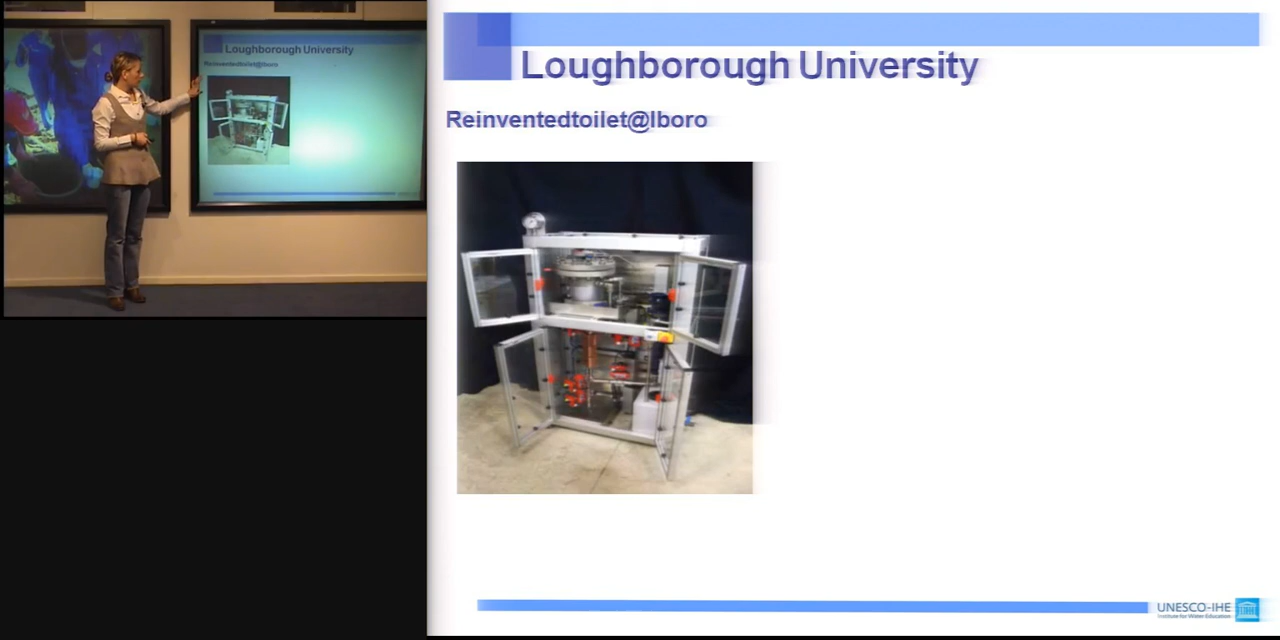 Loughborough University
Reinventedtoilet@lboro
Loughborough University
Reinventedtoilet@lboro
UNESCO-IHE
Institute for Water Education